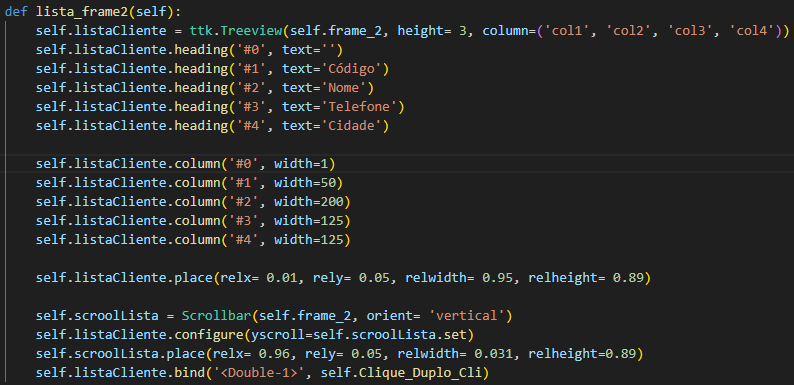 def lista_frame2(self):
    self.listaCliente = ttk.Treeview(self.frame_2, height= 3, column=('col1', 'col2', 'col3', 'col4'))
    self.listaCliente.heading('#0', text='')
    self.listaCliente.heading('#1', text='Código')
    self.listaCliente.heading('#2', text='Nome')
    self.listaCliente.heading('#3', text='Telefone')
    self.listaCliente.heading('#4', text='Cidade')

    self.listaCliente.column('#0', width=1)
    self.listaCliente.column('#1', width=50)
    self.listaCliente.column('#2', width=200)
    self.listaCliente.column('#3', width=125)
    self.listaCliente.column('#4', width=125)

    self.listaCliente.place(relx= 0.01, rely= 0.05, relwidth= 0.95, relheight= 0.89)

    self.scroolLista = Scrollbar(self.frame_2, orient= 'vertical')
    self.listaCliente.configure(yscroll=self.scroolLista.set)
    self.scroolLista.place(relx= 0.96, rely= 0.05, relwidth= 0.031, relheight=0.89)
    self.listaCliente.bind('<Double-1>', self.Clique_Duplo_Cli)